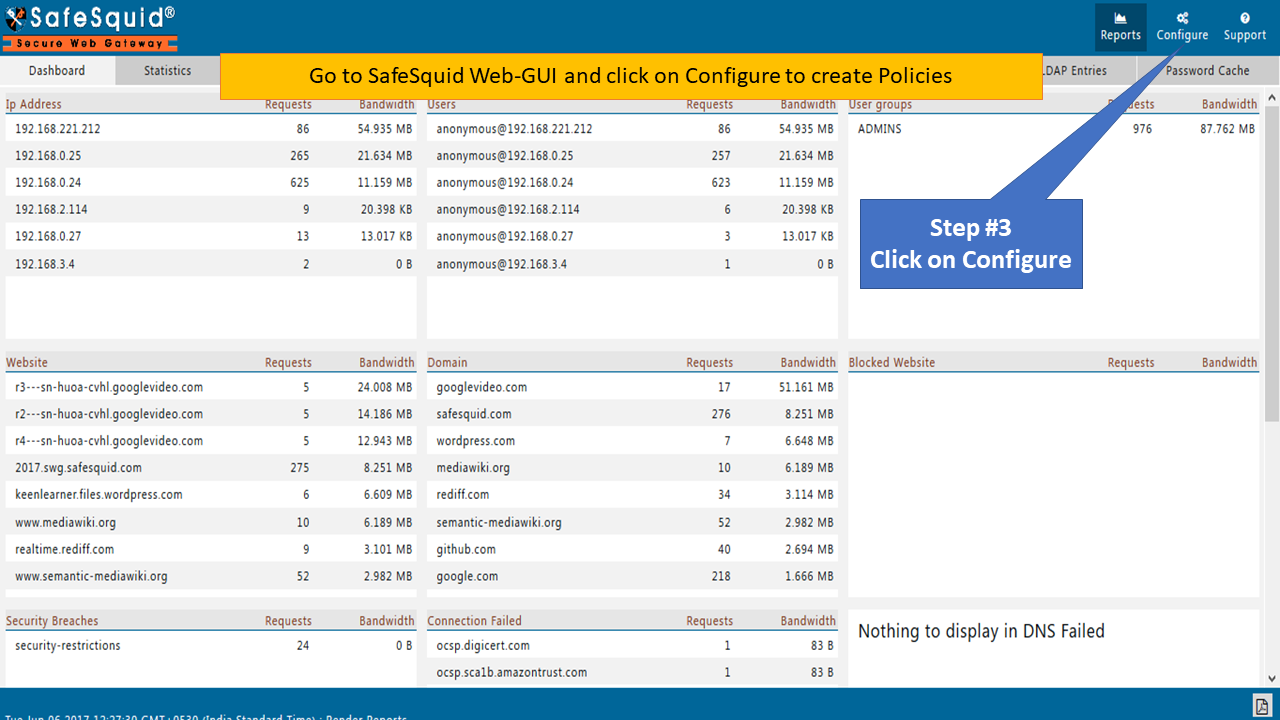 SafeSquid®
Secure Web Gateway
Reports Configure Support
Dashboard Statistics LDAP Entries Password Cache
Go to SafeSquid Web-GUI and click on Configure to create Policies
Ip Address Requests Bandwidth
192.168.221.212 86 54.935 MB
192.168.0.25 265 21.634 MB
192.168.0.24 625 11.159 MB
192.168.2.114 9 20.398 KB
192.168.0.27 13 13.017 KB
192.168.3.4 2 0 B
Users Requests Bandwidth
anonymous@192.168.221.212 86 54.935 MB
anonymous@192.168.0.25 257 21.634 MB
anonymous@192.168.0.24 623 11.159 MB
anonymous@192.168.2.114 6 20.398 KB
anonymous@192.168.0.27 3 13.017 KB
anonymous@192.168.3.4 1 0 B
User groups Requests Bandwidth
ADMINS 976 87.762 MB
Step #3
Click on Configure
Website Requests Bandwidth
r3---sn-huoa-cvhl.googlevideo.com 5 24.008 MB
r2---sn-huoa-cvhl.googlevideo.com 5 14.186 MB
r4---sn-huoa-cvhl.googlevideo.com 5 12.943 MB
2017.swg.safesquid.com 275 8.251 MB
keenlearner.files.wordpress.com 6 6.609 MB
www.mediawiki.org 10 6.189 MB
realtime.rediff.com 9 3.101 MB
www.semantic-mediawiki.org 52 2.982 MB
Domain Requests Bandwidth
googlevideo.com 17 51.161 MB
safesquid.com 276 8.251 MB
wordpress.com 7 6.648 MB
mediawiki.org 10 6.189 MB
rediff.com 34 3.114 MB
semantic-mediawiki.org 52 2.982 MB
github.com 40 2.694 MB
google.com 218 1.666 MB
Blocked Website Requests Bandwidth
Security Breaches Requests Bandwidth
security-restrictions 24 0 B
Connection Failed Requests Bandwidth
ocsp.digicert.com 1 83 B
ocsp.sca1b.amazontrust.com 1 83 B
Nothing to display in DNS Failed
Tue Jun 06 2017 12:27:30 GMT+0530 (India Standard Time) : Render Reports